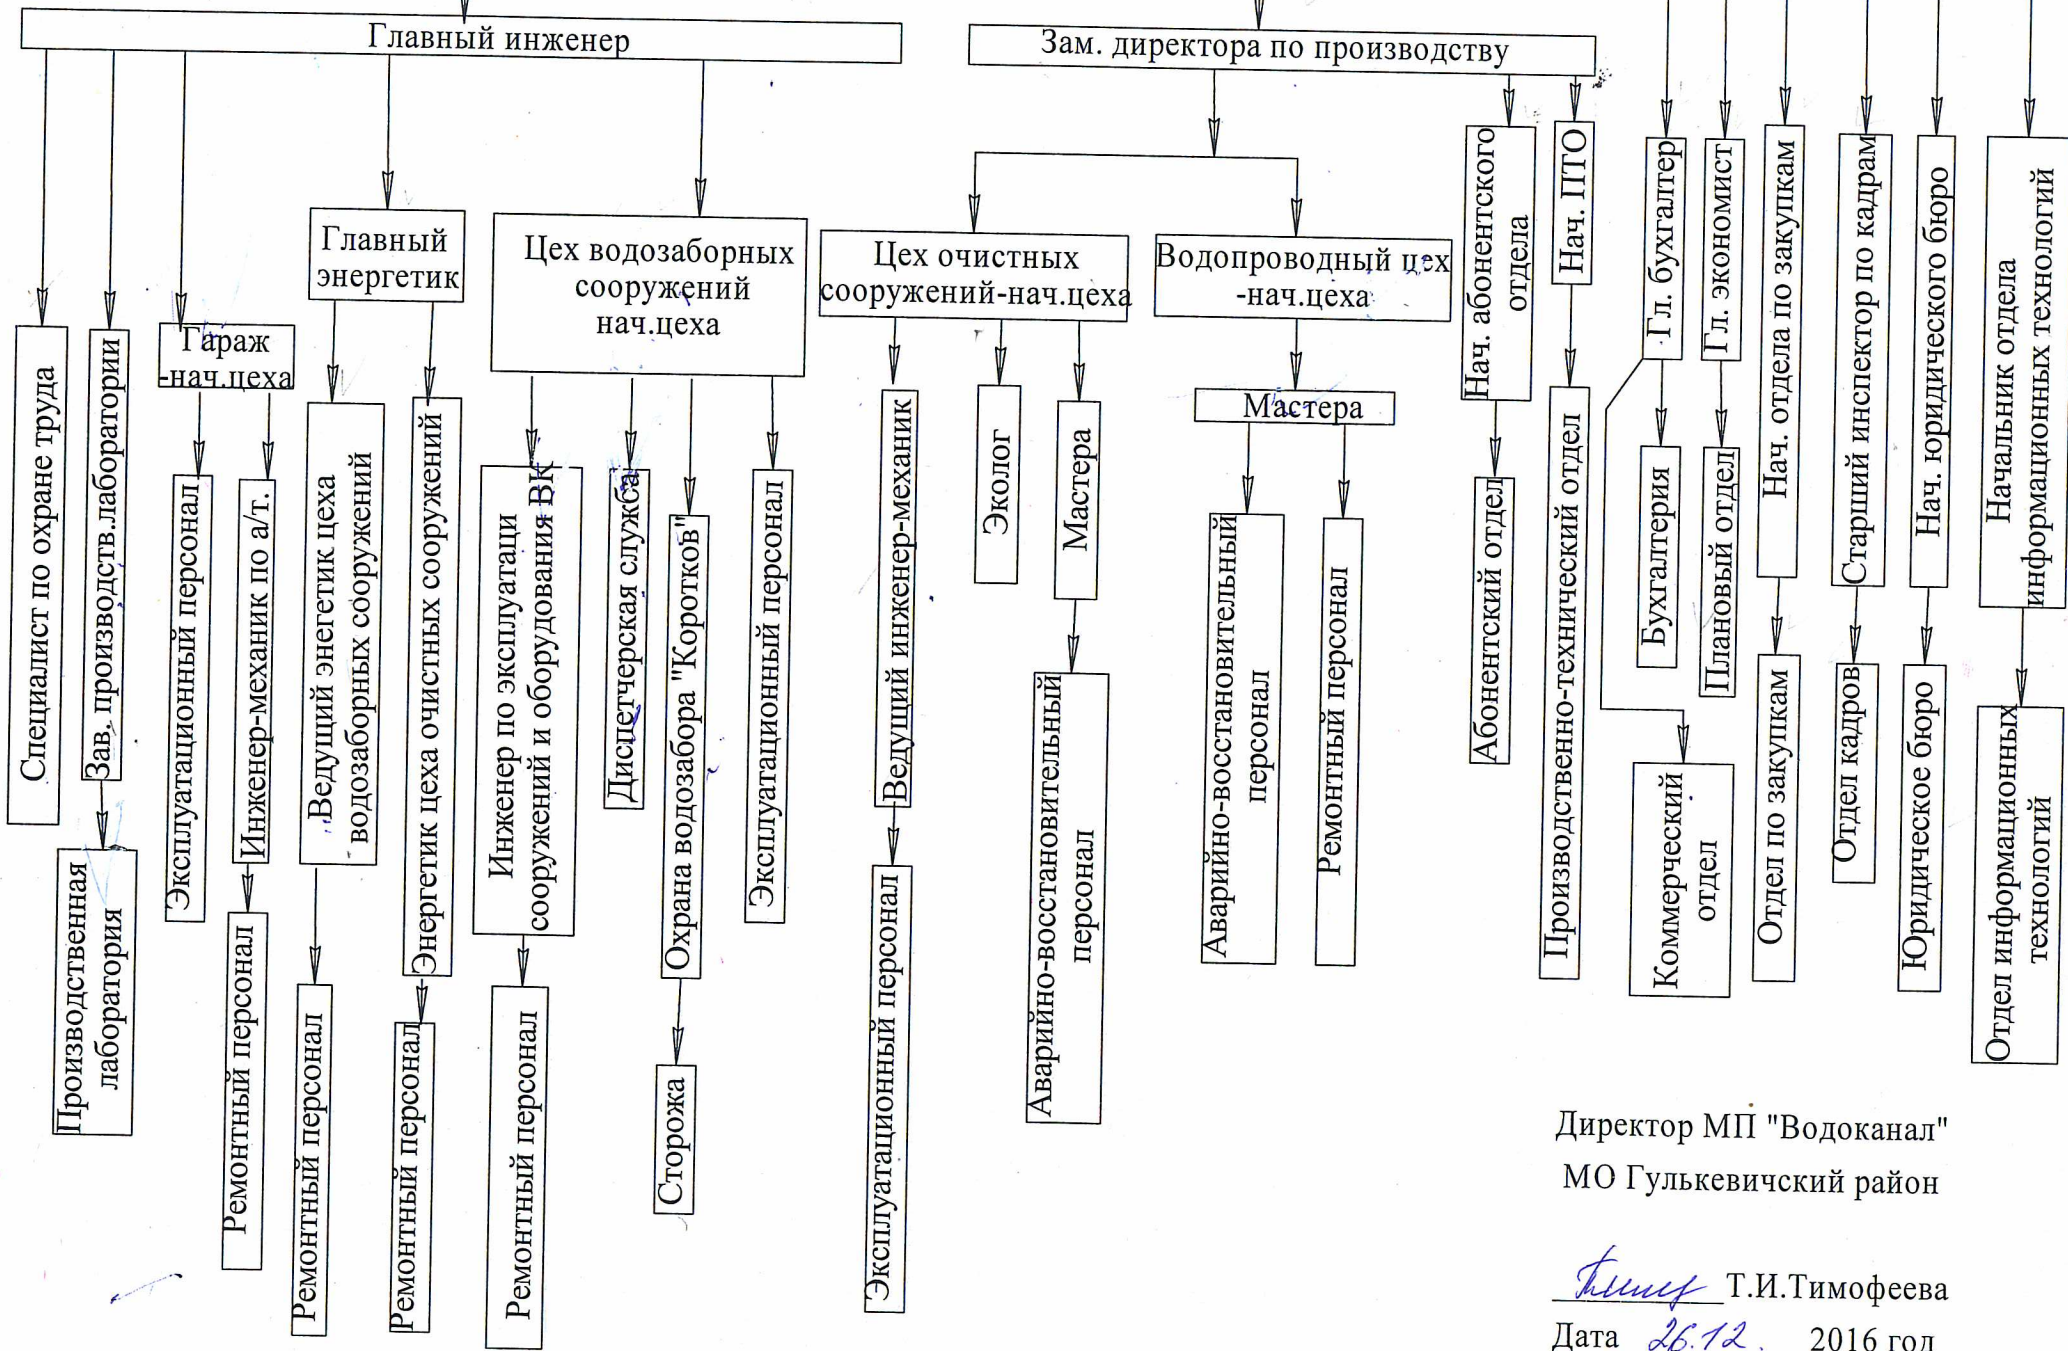 Главный инженер
Зам. директора по производству
Специалист по охране труда
Зав. производств.лаборатории
Производственная
лаборатория
Гараж
-нач.цеха
Эксплуатационный персонал
Инженер-механик по а/т.
Ремонтный персонал
Главный
энергетик
Ведущий энергетик цеха
водозаборных сооружений
Ремонтный персонал
Энергетик цеха очистных сооружений
Ремонтный персонал
Цех водозаборных
сооружений
нач.цеха
Инженер по эксплуатаци
сооружений и оборудования ВК
Ремонтный персонал
Диспетчерская служба
Охрана водозабора "Коротков"
Сторожа
Эксплуатационный персонал
Цех очистных
сооружений-нач.цеха
Ведущий инженер-механик
Эксплуатационный персонал
Эколог
Мастера
Аварийно-восстановительный
персонал
Водопроводный цех
-нач.цеха
Мастера
Аварийно-восстановительный
персонал
Ремонтный персонал
Нач. абонентского
отдела
Абонентский отдел
Нач. ПТО
Производственно-технический отдел
Гл. бухгалтер
Бухгалтерия
Коммерческий
отдел
Гл. экономист
Плановый отдел
Нач. отдела по закупкам
Отдел по закупкам
Старший инспектор по кадрам
Отдел кадров
Нач. юридического бюро
Юридическое бюро
Начальник отдела
информационных технологий
Отдел информационных
технологий
Директор МП "Водоканал"
МО Гулькевичский район
Т.И.Тимофеева
Дата 26.12. 2016 год